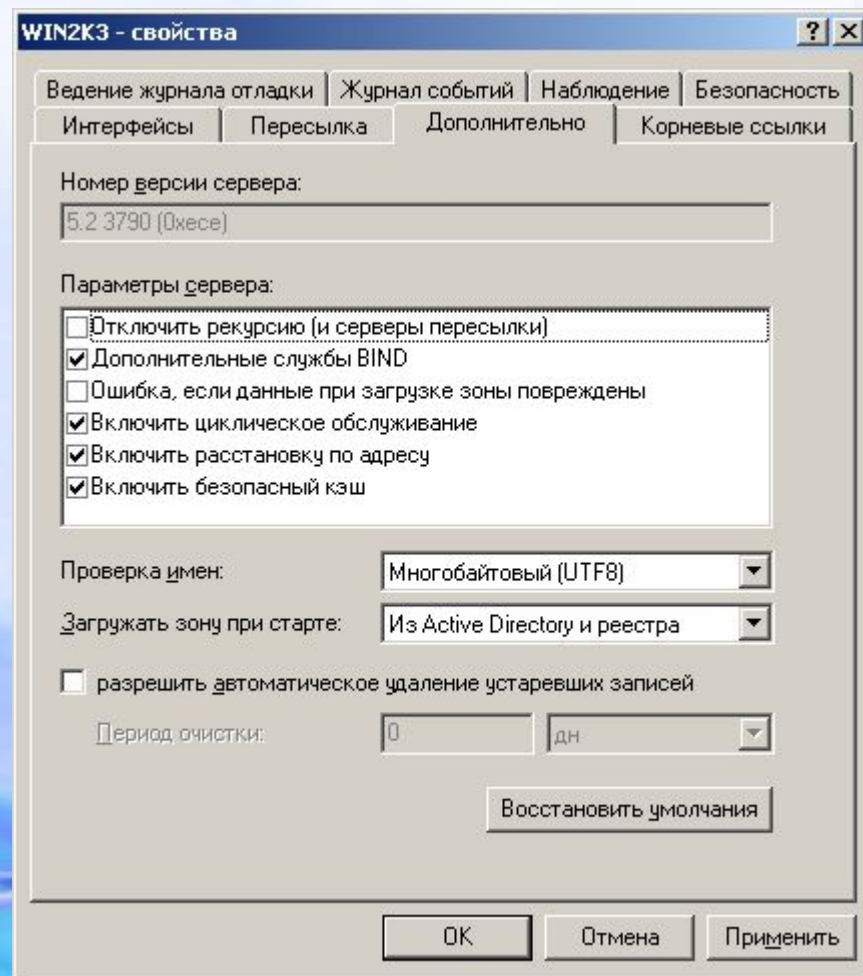 WIN2K3 - свойства
Ведение журнала отладки Журнал событий Наблюдение Безопасность
Интерфейсы Пересылка Дополнительно Корневые ссылки
Номер версии сервера:
5.2 3790 (0xece)
Параметры сервера:
Отключить рекурсию (и серверы пересылки)
Дополнительные службы BIND
Ошибка, если данные при загрузке зоны повреждены
Включить циклическое обслуживание
Включить расстановку по адресу
Включить безопасный кэш
Проверка имен: Многобайтовый (UTF8)
Загружать зону при старте: Из Active Directory и реестра
разрешить автоматическое удаление устаревших записей
Период очистки: 0 дн
Восстановить умолчания
OK Отмена Применить